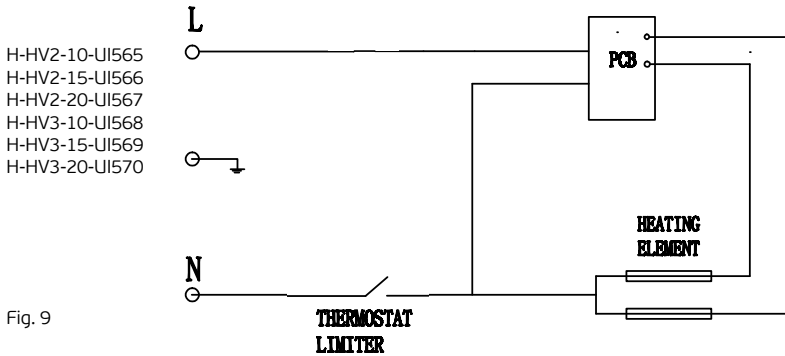 H-HV2-10-UI565
H-HV2-15-UI566
H-HV2-20-UI567
H-HV3-10-UI568
H-HV3-15-UI569
H-HV3-20-UI570
L
PCB
HEATING
ELEMENT
N
THERMOSTAT
LIMITER
Fig. 9